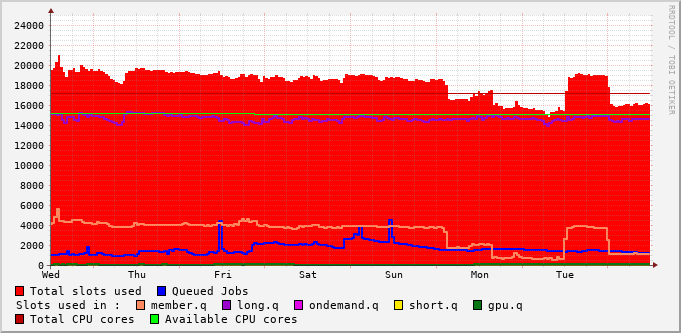 RRDTOOL / TOBI OETIKER
24000
22000
20000
18000
16000
14000
12000
10000
8000
6000
4000
2000
0
Wed Thu Fri Sat Sun Mon Tue
Total slots used Queued Jobs
Slots used in : member.q long.q ondemand.q short.q gpu.q
Total CPU cores Available CPU cores